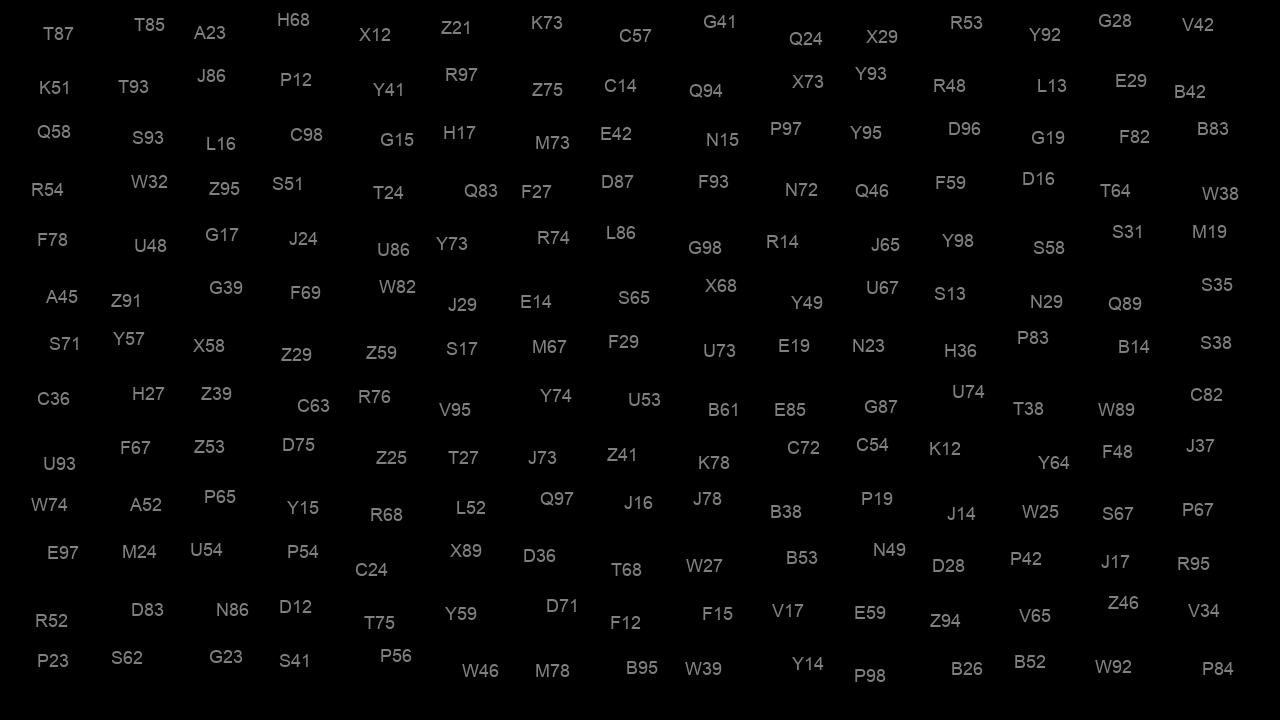 T87 T85 A23 H68 X12 Z21 K73 C57 G41 Q24 X29 R53 Y92 G28 V42
K51 T93 J86 P12 Y41 R97 Z75 C14 Q94 X73 Y93 R48 L13 E29 B42
Q58 S93 L16 C98 G15 H17 M73 E42 N15 P97 Y95 D96 G19 F82 B83
R54 W32 Z95 S51 T24 Q83 F27 D87 F93 N72 Q46 F59 D16 T64 W38
F78 U48 G17 J24 U86 Y73 R74 L86 G98 R14 J65 Y98 S58 S31 M19
A45 Z91 G39 F69 W82 J29 E14 S65 X68 Y49 U67 S13 N29 Q89 S35
S71 Y57 X58 Z29 Z59 S17 M67 F29 U73 E19 N23 H36 P83 B14 S38
C36 H27 Z39 C63 R76 V95 Y74 U53 B61 E85 G87 U74 T38 W89 C82
U93 F67 Z53 D75 Z25 T27 J73 Z41 K78 C72 C54 K12 Y64 F48 J37
W74 A52 P65 Y15 R68 L52 Q97 J16 J78 B38 P19 J14 W25 S67 P67
E97 M24 U54 P54 C24 X89 D36 T68 W27 B53 N49 D28 P42 J17 R95
R52 D83 N86 D12 T75 Y59 D71 F12 F15 V17 E59 Z94 V65 Z46 V34
P23 S62 G23 S41 P56 W46 M78 B95 W39 Y14 P98 B26 B52 W92 P84